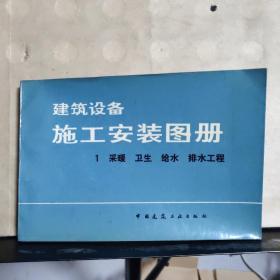 建筑设备
施工安装图册
1 采暖 卫生 给水 排水工程
中国建筑工业出版社